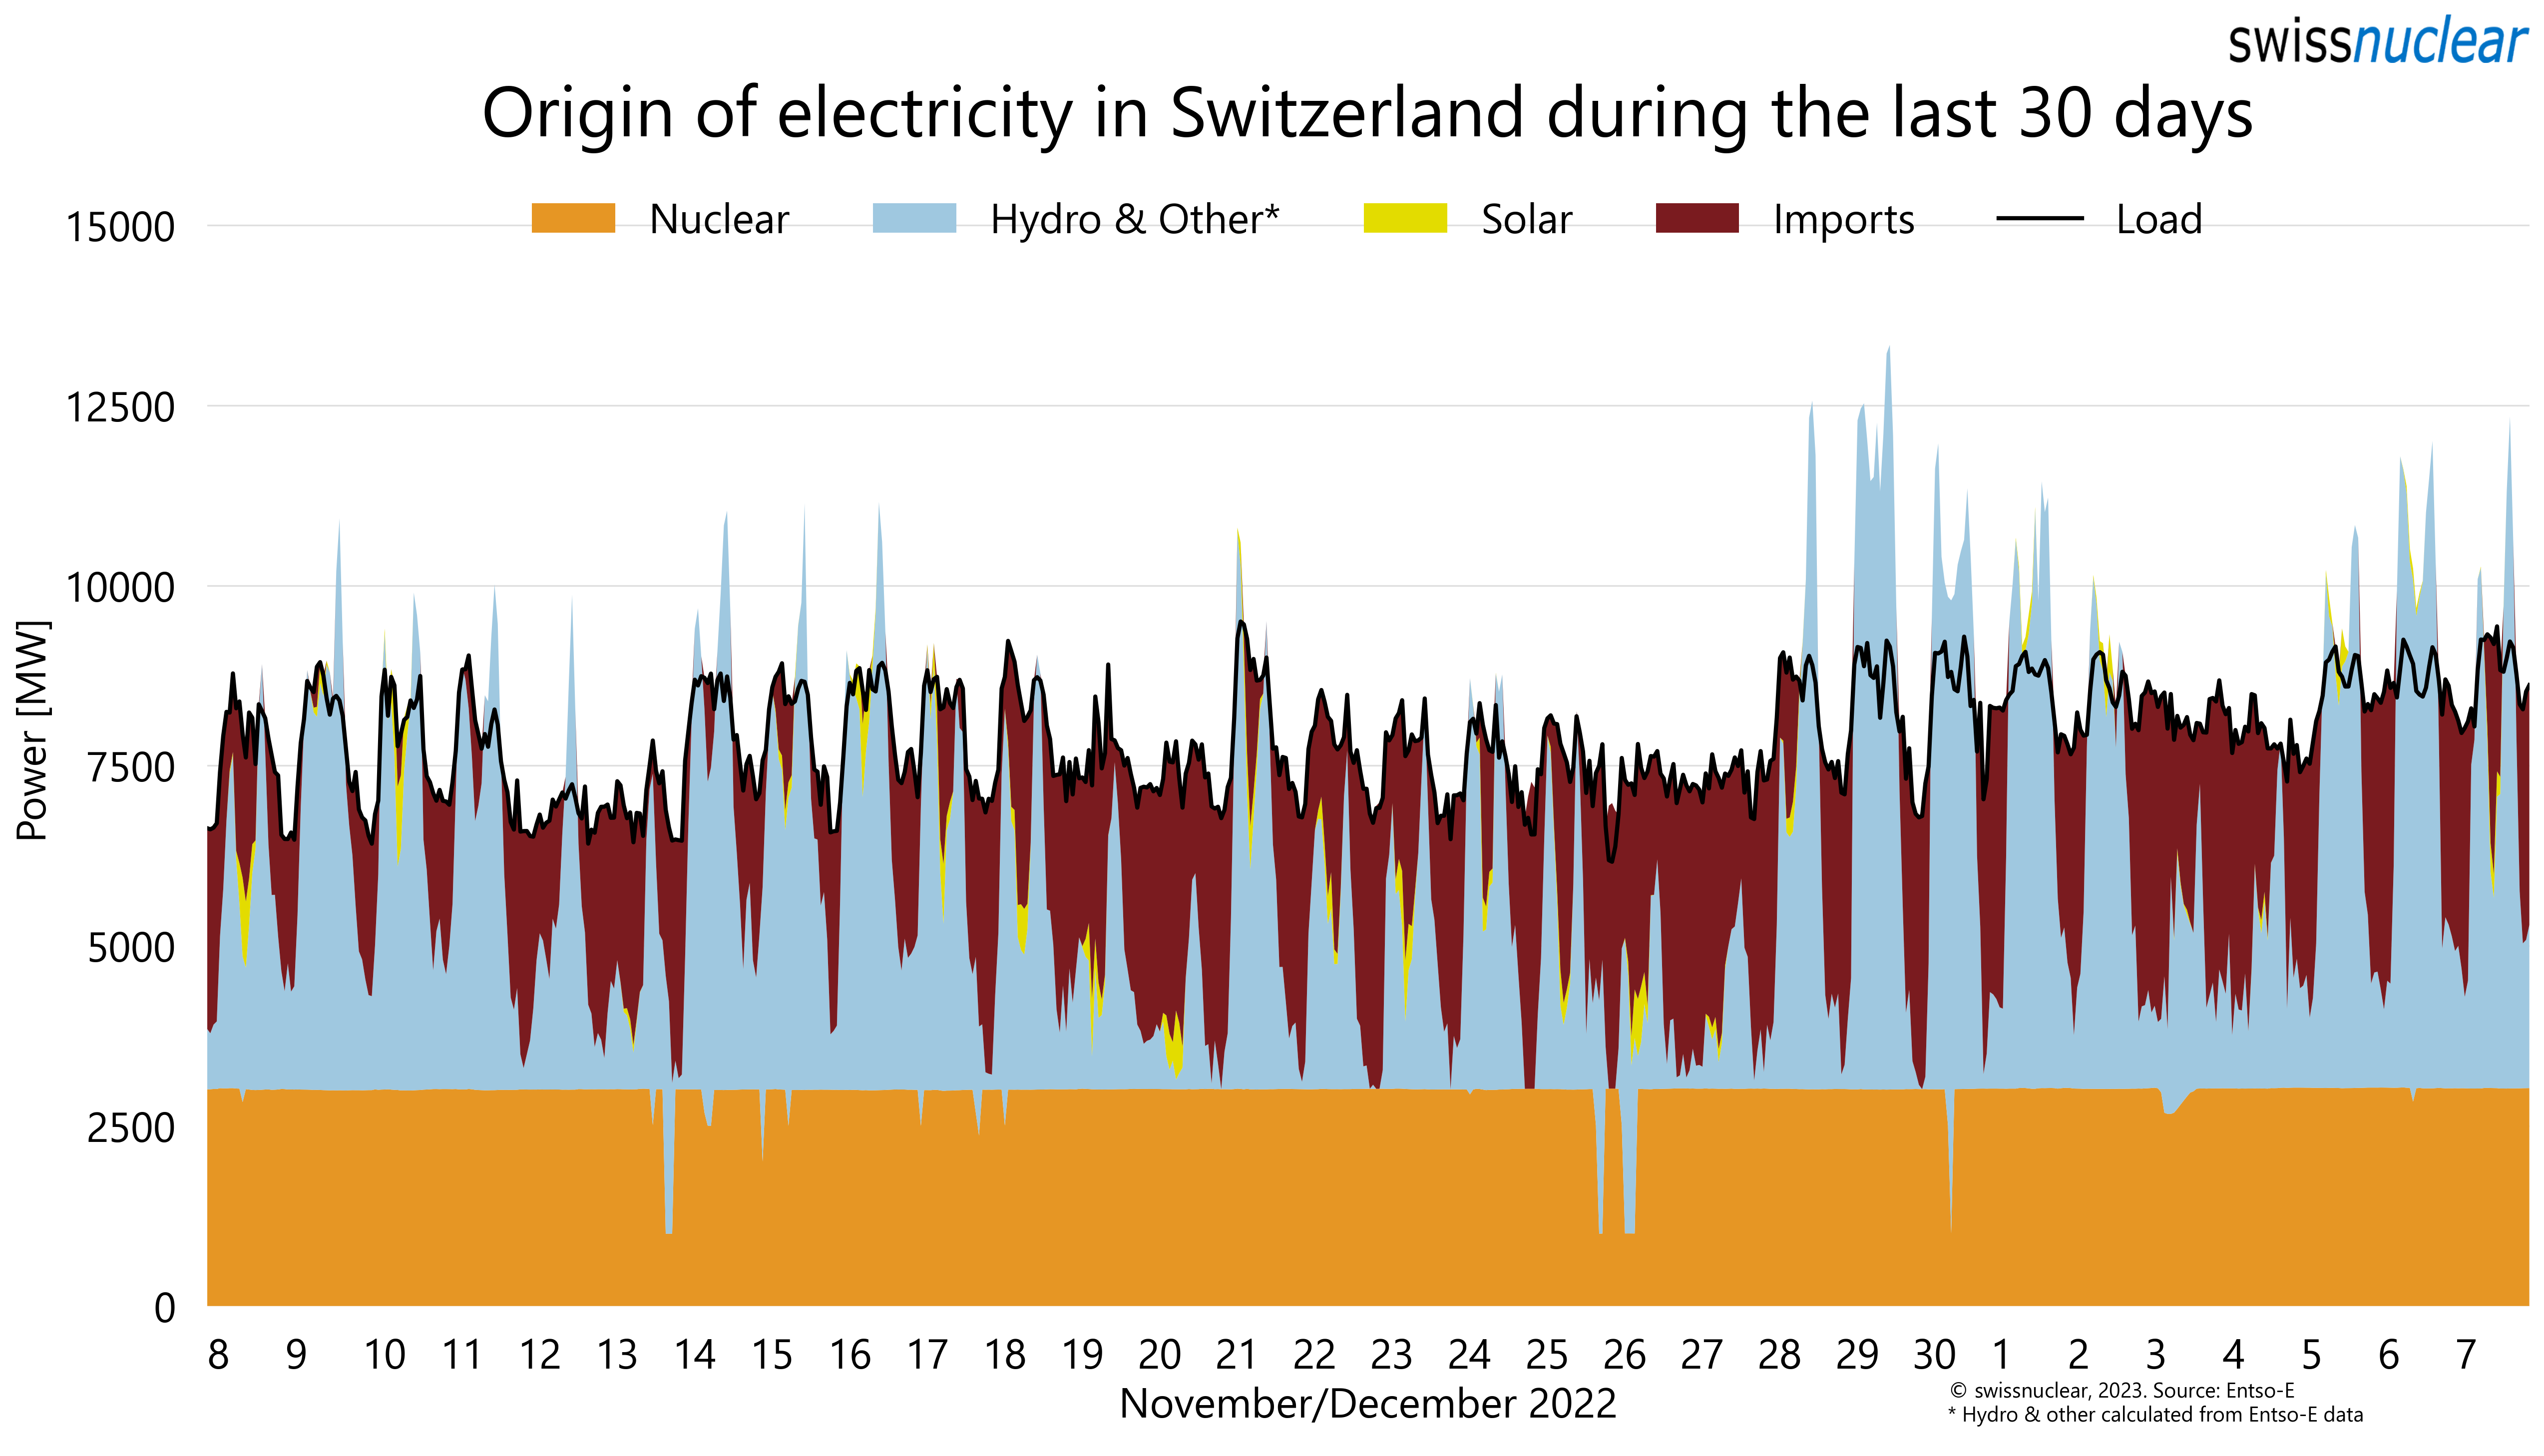 swissnuclear
Origin of electricity in Switzerland during the last 30 days
Nuclear Hydro & Other* Solar Imports Load
15000
12500
10000
7500
5000
2500
0
Power [MW]
8 9 10 11 12 13 14 15 16 17 18 19 20 21 22 23 24 25 26 27 28 29 30 1 2 3 4 5 6 7
November/December 2022
© swissnuclear, 2023. Source: Entso-E
* Hydro & other calculated from Entso-E data